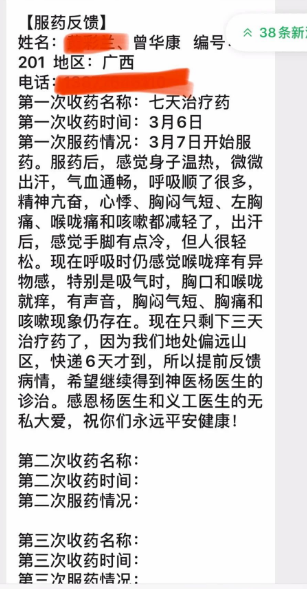 【服药反馈】
姓名：兰、曾华康 编号：
38条新
201 地区：广西
电话：
第一次收药名称：七天治疗药
第一次收药时间：3月6日
第一次服药情况：3月7日开始服
药。服药后，感觉身子温热，微微
出汗，气血通畅，呼吸顺了很多，
精神亢奋，心悸、胸闷气短、左胸
痛、喉咙痛和咳嗽都减轻了，出汗
后，感觉手脚有点冷，但人很轻
松。现在呼吸时仍感觉喉咙痒有异
物感，特别是吸气时，胸口和喉咙
就痒，有声音，胸闷气短、胸痛和
咳嗽现象仍存在。现在只剩下三天
治疗药了，因为我们地处偏远山
区，快递6天才到，所以提前反馈
病情，希望继续得到神医杨医生的
诊治。感恩杨医生和义工医生的无
私大爱，祝你们永远平安健康！
第二次收药名称：
第二次收药时间：
第二次服药情况：
第三次收药名称：
第三次收药时间：
第三次服药情况：